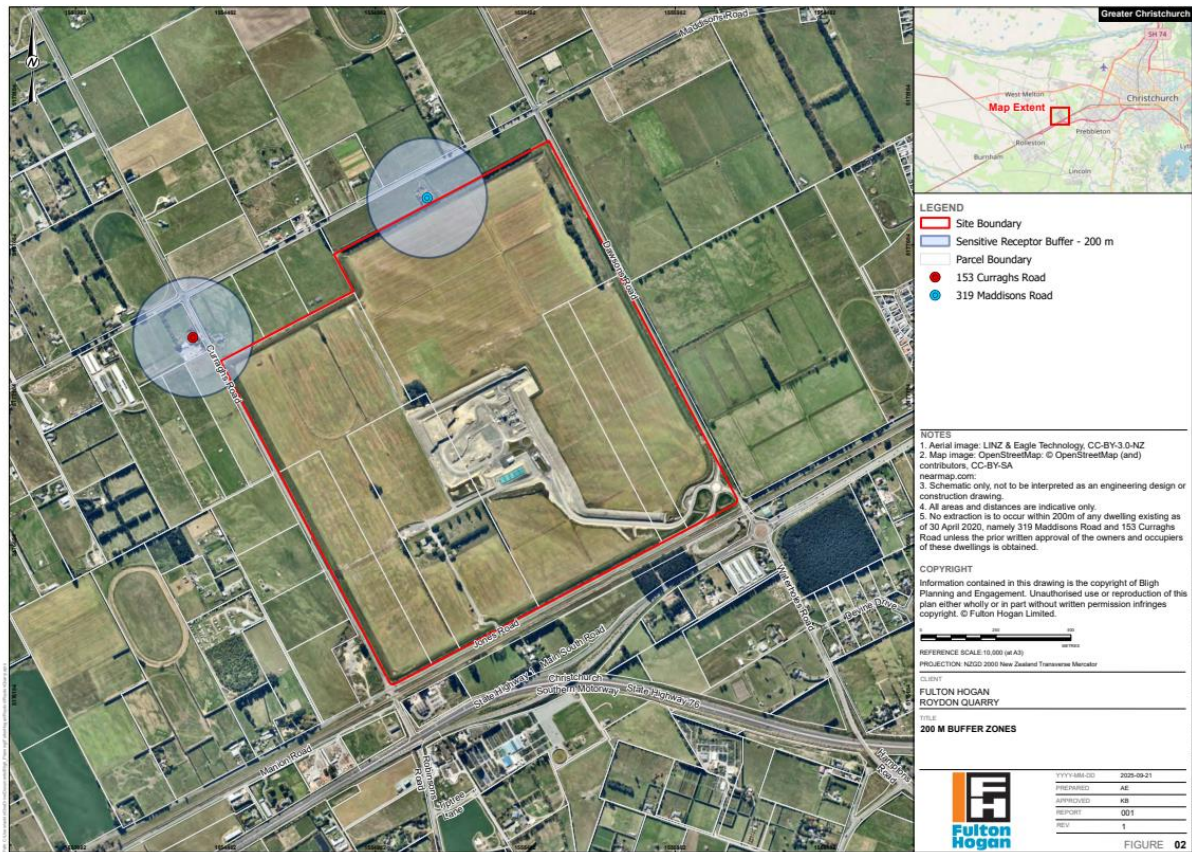 Greater Christchurch
SH 74
West Melton
Christchurch
Map Extent
Prebbleton
Rolleston
Burnham
Lincoln
N
Maddisons Road
Dawsons Road
Curraghs Road
Jones Road
Waterholes Road
Main South Road
State Highway
Christchurch
Southern Motorway
State Highway 76
Manion Road
Robinsons
Road
Lane
LEGEND
Site Boundary
Sensitive Receptor Buffer - 200 m
Parcel Boundary
153 Curraghs Road
319 Maddisons Road
NOTES
1. Aerial image: LINZ & Eagle Technology, CC-BY-3.0-NZ
2. Map image: OpenStreetMap: © OpenStreetMap (and)
contributors, CC-BY-SA
nearmap.com:
3. Schematic only, not to be interpreted as an engineering design or
construction drawing.
4. All areas and distances are indicative only.
5. No extraction is to occur within 200m of any dwelling existing as
of 30 April 2020, namely 319 Maddisons Road and 153 Curraghs
Road unless the prior written approval of the owners and occupiers
of these dwellings is obtained.
COPYRIGHT
Information contained in this drawing is the copyright of Bligh
Planning and Engagement. Unauthorised use or reproduction of this
plan either wholly or in part without written permission infringes
copyright. © Fulton Hogan Limited.
METRES
REFERENCE SCALE:10,000 (at A3)
PROJECTION: NZGD 2000 New Zealand Transverse Mercator
CLIENT
FULTON HOGAN
ROYDON QUARRY
TITLE
200 M BUFFER ZONES
Fulton
Hogan
YYYY-MM-DD 2025-09-21
PREPARED AE
APPROVED KB
REPORT 001
REV 1
FIGURE 02